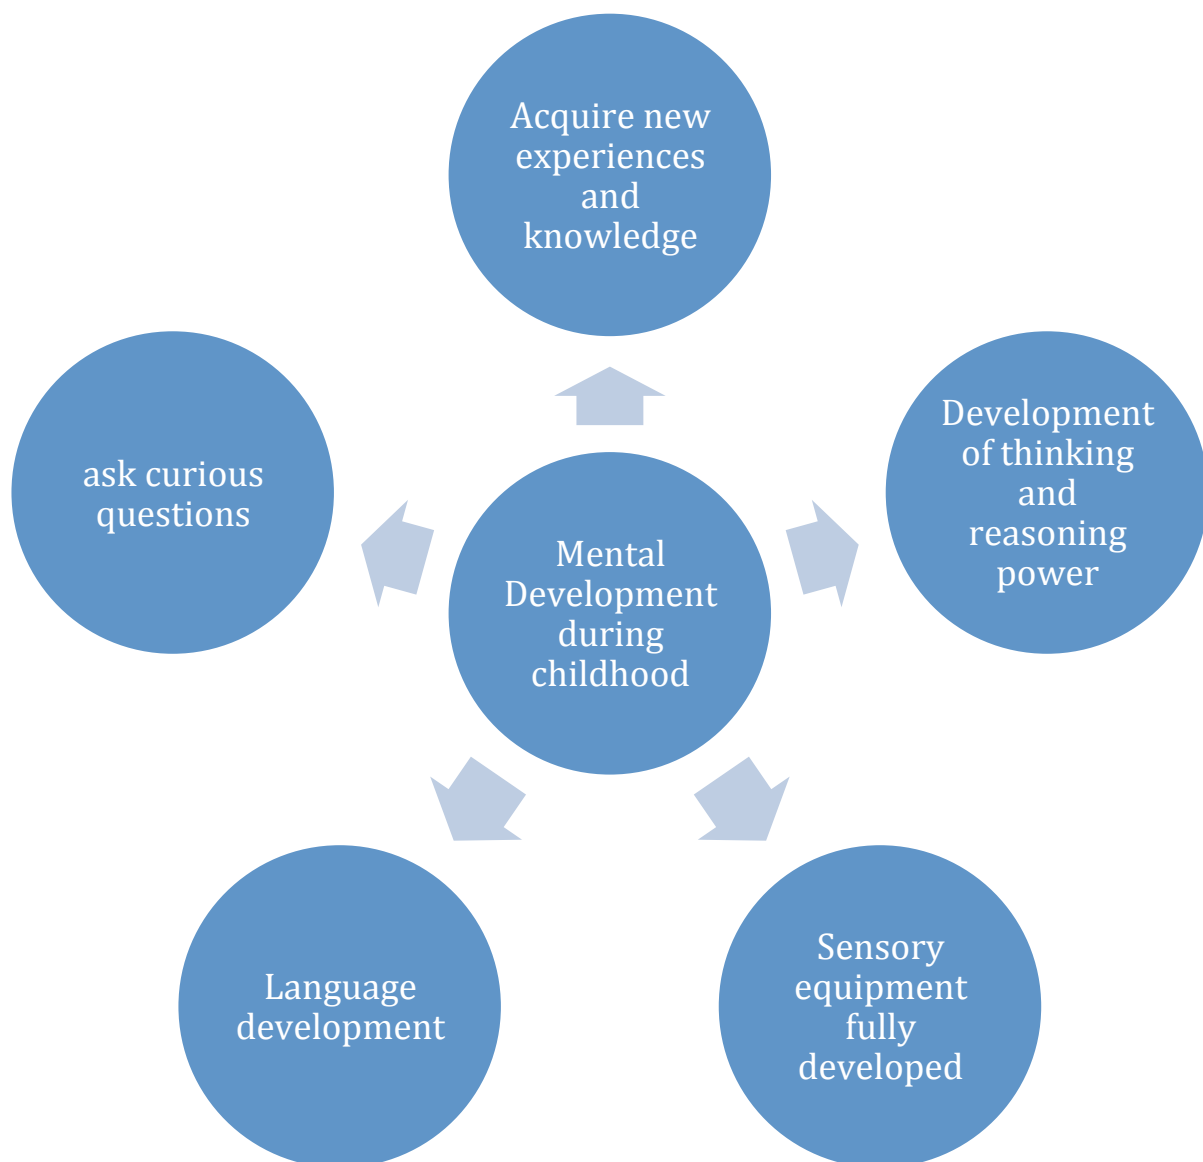 Acquire new
experiences
and
knowledge
Development
of thinking
and
reasoning
power
Sensory
equipment
fully
developed
Language
development
ask curious
questions
Mental
Development
during
childhood